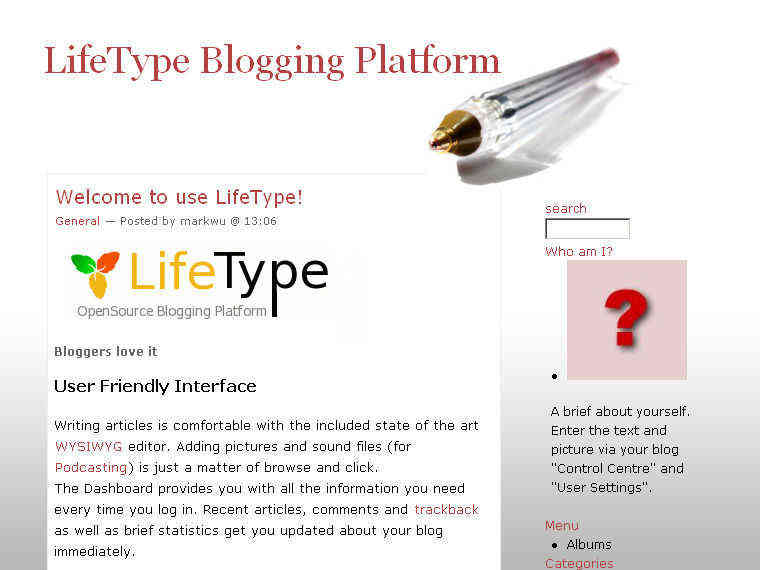 LifeType Blogging Platform
Welcome to use LifeType!
General — Posted by markwu @ 13:06
LifeType
OpenSource Blogging Platform
Bloggers love it
User Friendly Interface
Writing articles is comfortable with the included state of the art
WYSIWYG editor. Adding pictures and sound files (for
Podcasting) is just a matter of browse and click.
The Dashboard provides you with all the information you need
every time you log in. Recent articles, comments and trackback
as well as brief statistics get you updated about your blog
immediately.
search
Who am I?
?
A brief about yourself.
Enter the text and
picture via your blog
"Control Centre" and
"User Settings".
Menu
• Albums
Categories